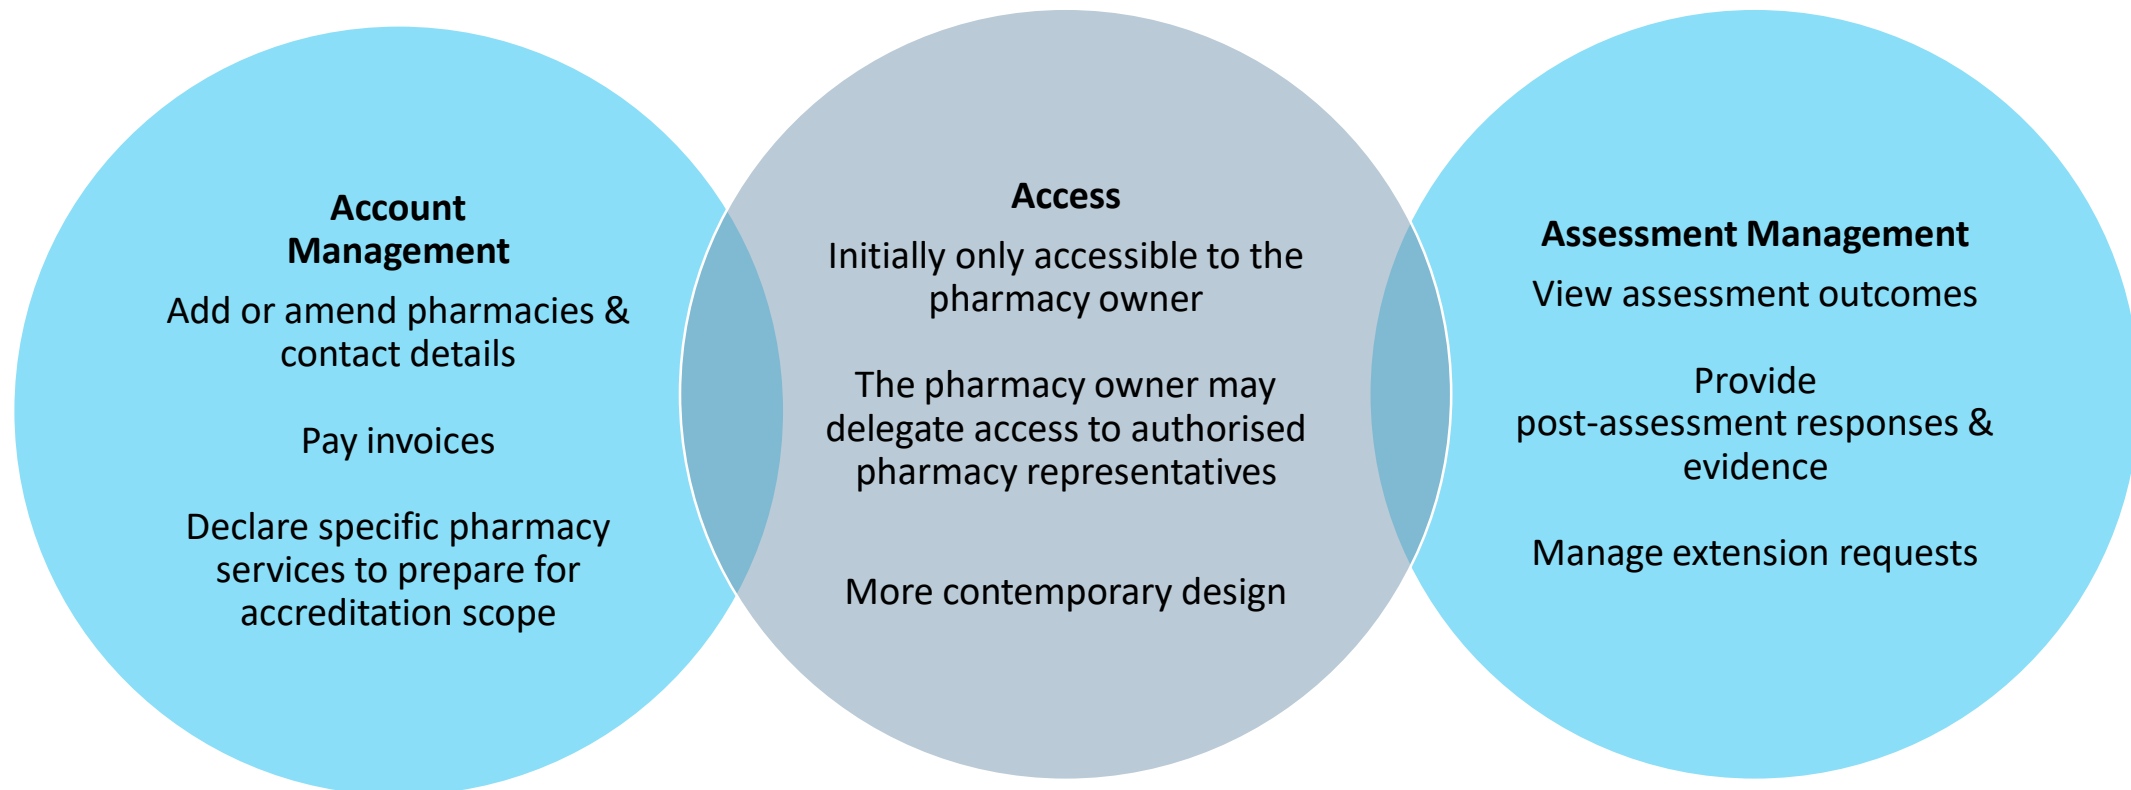 Account
Management
Add or amend pharmacies &
contact details
Pay invoices
Declare specific pharmacy
services to prepare for
accreditation scope
Access
Initially only accessible to the
pharmacy owner
The pharmacy owner may
delegate access to authorised
pharmacy representatives
More contemporary design
Assessment Management
View assessment outcomes
Provide
post-assessment responses &
evidence
Manage extension requests